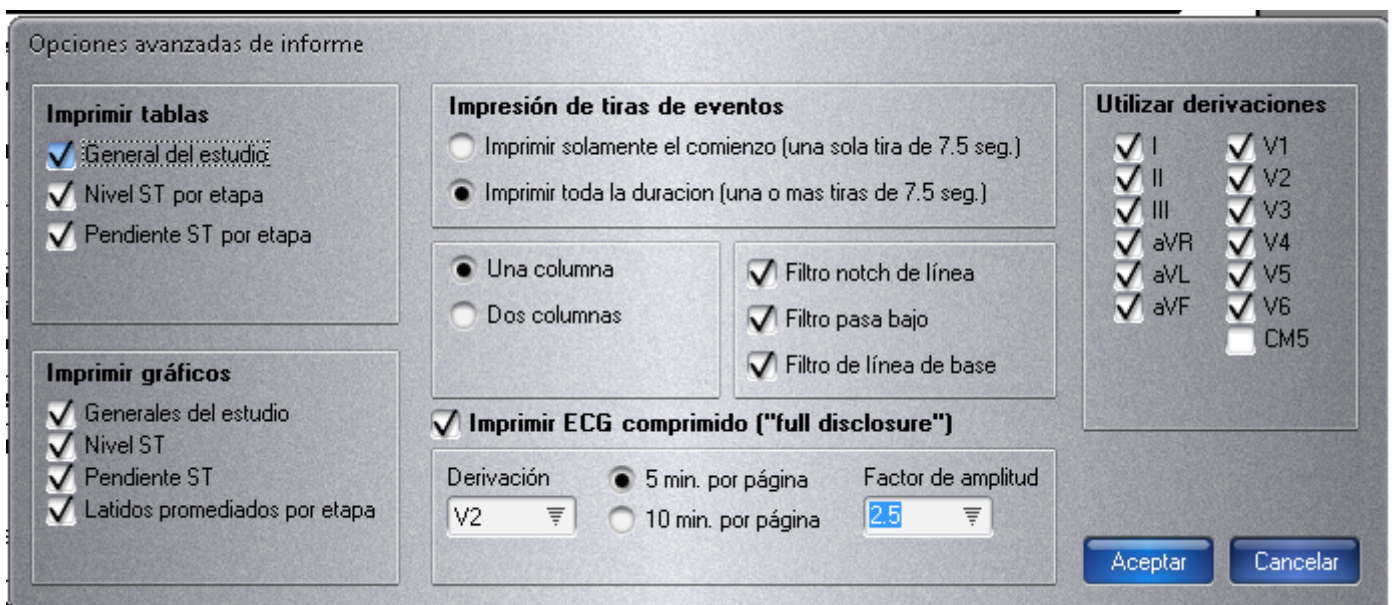 Opciones avanzadas de informe
Imprimir tablas
General del estudio
Nivel ST por etapa
Pendiente ST por etapa
Imprimir gráficos
Generales del estudio
Nivel ST
Pendiente ST
Latidos promediados por etapa
Impresión de tiras de eventos
Imprimir solamente el comienzo (una sola tira de 7.5 seg.)
Imprimir toda la duracion (una o mas tiras de 7.5 seg.)
Una columna
Dos columnas
Filtro notch de línea
Filtro pasa bajo
Filtro de línea de base
Imprimir ECG comprimido ("full disclosure")
Derivación
V2
5 min. por página
10 min. por página
Factor de amplitud
2.5
Utilizar derivaciones
I
II
III
aVR
aVL
aVF
V1
V2
V3
V4
V5
V6
CM5
Aceptar
Cancelar